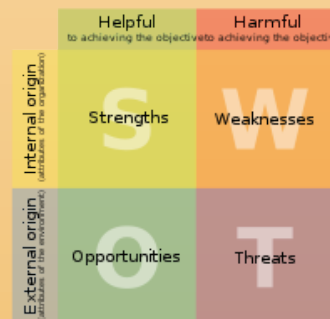 Helpful
to achieving the objective
Harmful
to achieving the objecti
Internal origin
(attributes of the organization)
S
Strengths
W
Weaknesses
External origin
(attributes of the environment)
O
Opportunities
T
Threats